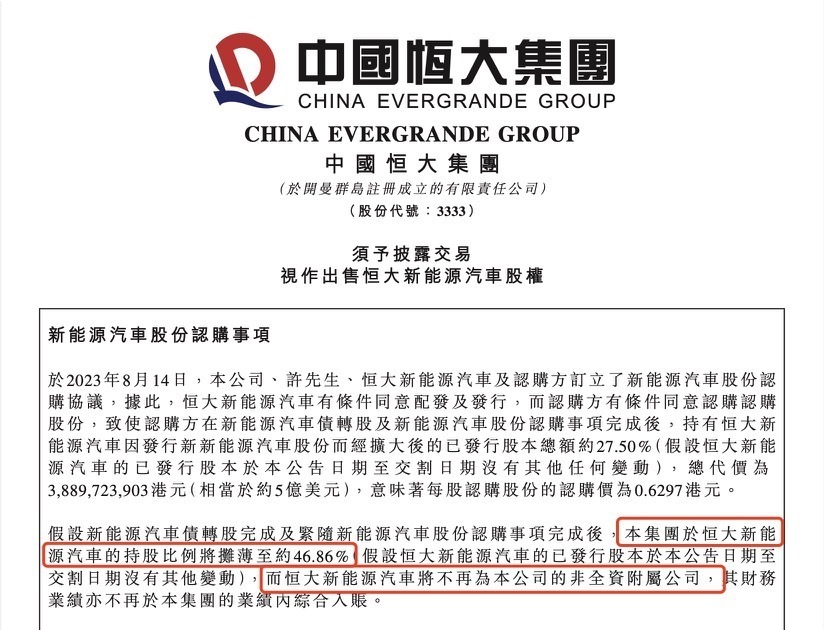 中國恆大集團
CHINA EVERGRANDE GROUP
CHINA EVERGRANDE GROUP
中國恒大集團
(於開曼群島註冊成立的有限責任公司)
(股份代號：3333)
須予披露交易
視作出售恒大新能源汽車股權
新能源汽車股份認購事項
於2023年8月14日，本公司、許先生、恒大新能源汽車及認購方訂立了新能源汽車股份認
購協議，據此，恒大新能源汽車有條件同意配發及發行，而認購方有條件同意認購認購
股份，致使認購方在新能源汽車債轉股及新能源汽車股份認購事項完成後，持有恒大新
能源汽車因發行新新能源汽車股份而經擴大後的已發行股本總額約27.50%(假設恒大新能
源汽車的已發行股本於本公告日期至交割日期沒有其他任何變動)，總代價為
3,889,723,903港元(相當於約5億美元)，意味著每股認購股份的認購價為0.6297港元。
假設新能源汽車債轉股完成及緊隨新能源汽車股份認購事項完成後，本集團於恒大新能
源汽車的持股比例將攤薄至約46.86%(假設恒大新能源汽車的已發行股本於本公告日期至
交割日期沒有其他變動)，而恒大新能源汽車將不再為本公司的非全資附屬公司，其財務
業績亦不再於本集團的業績內綜合入賬。